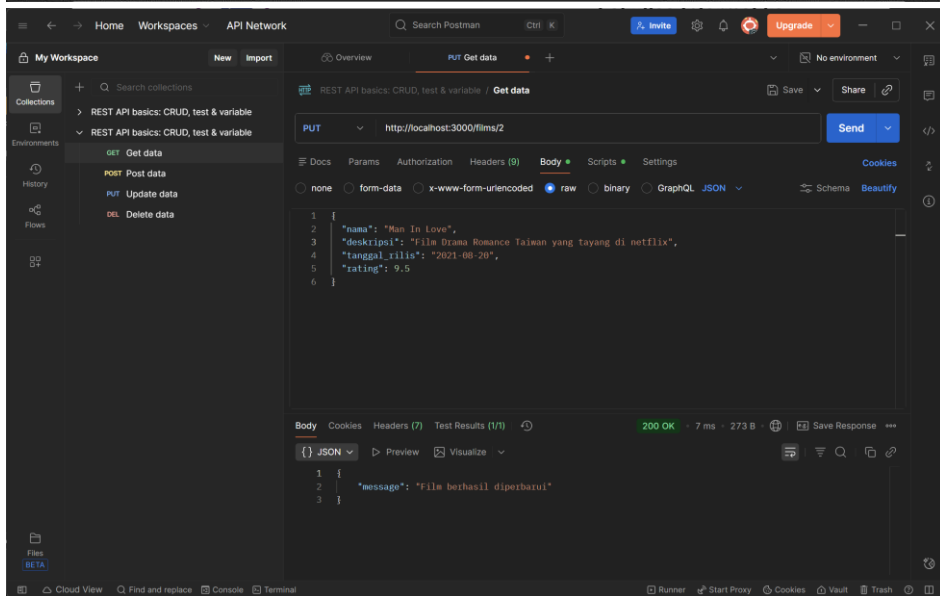 Home Workspaces API Network Search Postman Ctrl K Invite Upgrade
My Workspace New Import Overview PUT Get data No environment
Collections
Search collections
REST API basics: CRUD, test & variable / Get data Save Share
REST API basics: CRUD, test & variable
REST API basics: CRUD, test & variable
PUT http://localhost:3000/films/2 Send
Environments
GET Get data
POST Post data
PUT Update data
DEL Delete data
History
Flows
Docs Params Authorization Headers (9) Body Scripts Settings Cookies
none form-data x-www-form-urlencoded raw binary GraphQL JSON Schema Beautify
1 {
2 "nama": "Man In Love",
3 "deskripsi": "Film Drama Romance Taiwan yang tayang di netflix",
4 "tanggal_rilis": "2021-08-20",
5 "rating": 9.5
6 }
Body Cookies Headers (7) Test Results (1/1) 200 OK 7 ms 273 B Save Response
{} JSON Preview Visualize
1 {
2 "message": "Film berhasil diperbarui"
3 }
Files
BETA
Cloud View Find and replace Console Terminal Runner Start Proxy Cookies Vault Trash